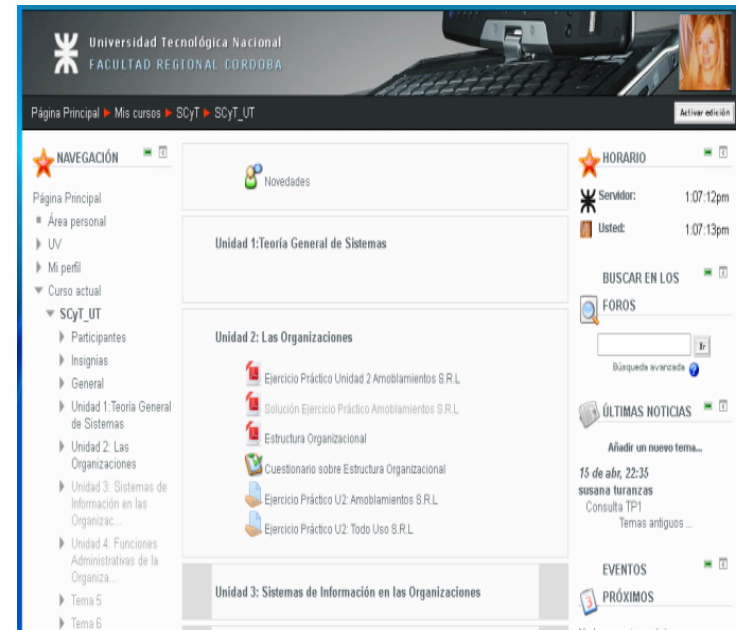 Universidad Tecnológica Nacional
FACULTAD REGIONAL CORDOBA
Página Principal ▶ Mis cursos ▶ SCyT ▶ SCyT_UT
Activar edición
NAVEGACIÓN
Página Principal
Área personal
UV
Mi perfil
Curso actual
SCyT_UT
Participantes
Insignias
General
Unidad 1:Teoría General
de Sistemas
Unidad 2: Las
Organizaciones
Unidad 3: Sistemas de
Información en las
Organizac...
Unidad 4: Funciones
Administrativas de la
Organiza...
Tema 5
Tema 6
Novedades
Unidad 1:Teoría General de Sistemas
Unidad 2: Las Organizaciones
Ejercicio Práctico Unidad 2 Amoblamientos S.R.L
Solución Ejercicio Práctico Amoblamientos S.R.L
Estructura Organizacional
Cuestionario sobre Estructura Organizacional
Ejercicio Práctico U2: Amoblamientos S.R.L
Ejercicio Práctico U2: Todo Uso S.R.L
Unidad 3: Sistemas de Información en las Organizaciones
HORARIO
Servidor: 1:07:12pm
Usted: 1:07:13pm
BUSCAR EN LOS
FOROS
Ir
Búsqueda avanzada
ÚLTIMAS NOTICIAS
Añadir un nuevo tema...
15 de abr, 22:35
susana turanzas
Consulta TP1
Temas antiguos ...
EVENTOS
PRÓXIMOS